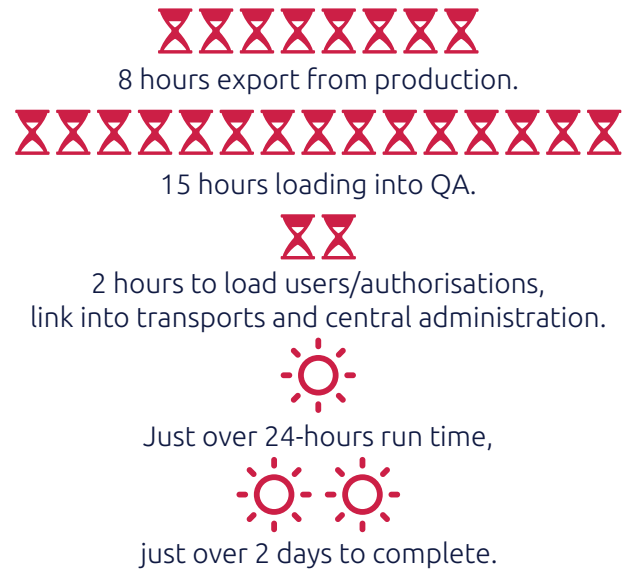 8 hours export from production.
15 hours loading into QA.
2 hours to load users/authorisations,
link into transports and central administration.
Just over 24-hours run time,
just over 2 days to complete.